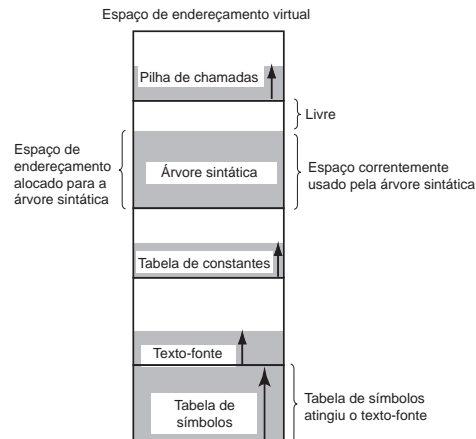 Espaço de endereçamento virtual
Pilha de chamadas
Livre
Espaço de
endereçamento
alocado para a
árvore sintática
Árvore sintática
Espaço correntemente
usado pela árvore sintática
Tabela de constantes
Texto-fonte
Tabela de
símbolos
Tabela de símbolos
atingiu o texto-fonte